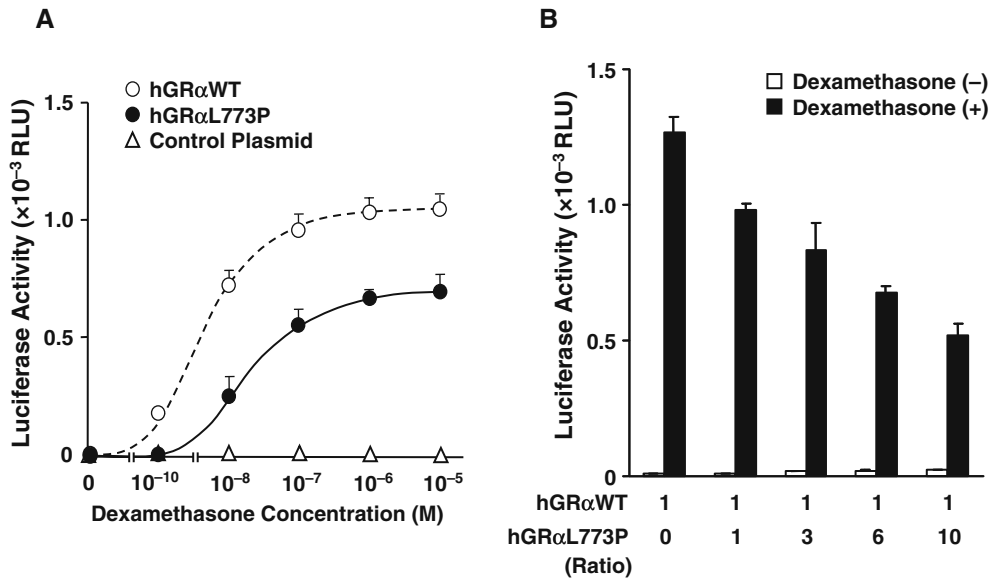 A
hGRαWT
hGRαL773P
Control Plasmid
Luciferase Activity (×10⁻³ RLU)
1.5
1.0
0.5
0
0 10⁻¹⁰ 10⁻⁸ 10⁻⁷ 10⁻⁶ 10⁻⁵
Dexamethasone Concentration (M)
B
Dexamethasone (–)
Dexamethasone (+)
Luciferase Activity (×10⁻³ RLU)
1.5
1.0
0.5
0
hGRαWT 1 1 1 1 1
hGRαL773P 0 1 3 6 10
(Ratio)